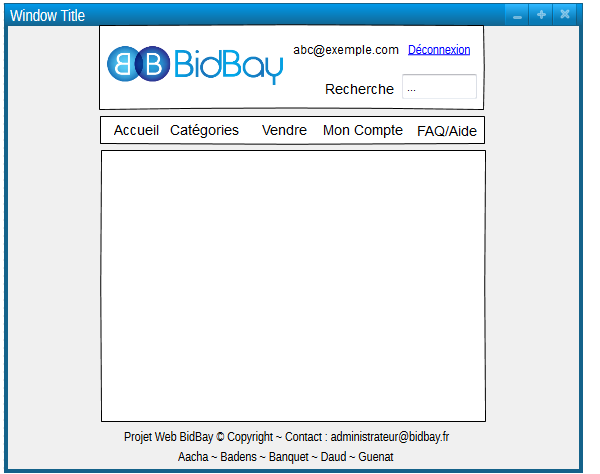 Window Title
BB BidBay
abc@exemple.com Déconnexion
Recherche ...
Accueil Catégories Vendre Mon Compte FAQ/Aide
Projet Web BidBay © Copyright ~ Contact : administrateur@bidbay.fr
Aacha ~ Badens ~ Banquet ~ Daud ~ Guenat